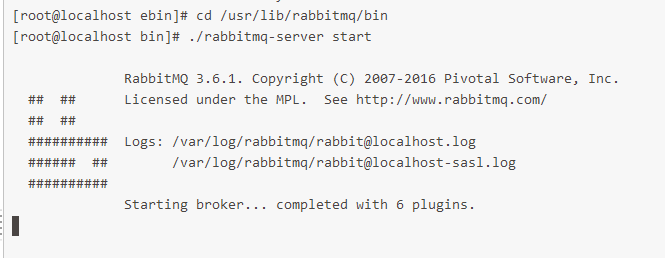 [root@localhost ebin]# cd /usr/lib/rabbitmq/bin
[root@localhost bin]# ./rabbitmq-server start
RabbitMQ 3.6.1. Copyright (C) 2007-2016 Pivotal Software, Inc.
##  ##      Licensed under the MPL.  See http://www.rabbitmq.com/
##  ##
##########  Logs: /var/log/rabbitmq/rabbit@localhost.log
######  ##        /var/log/rabbitmq/rabbit@localhost-sasl.log
##########
Starting broker... completed with 6 plugins.